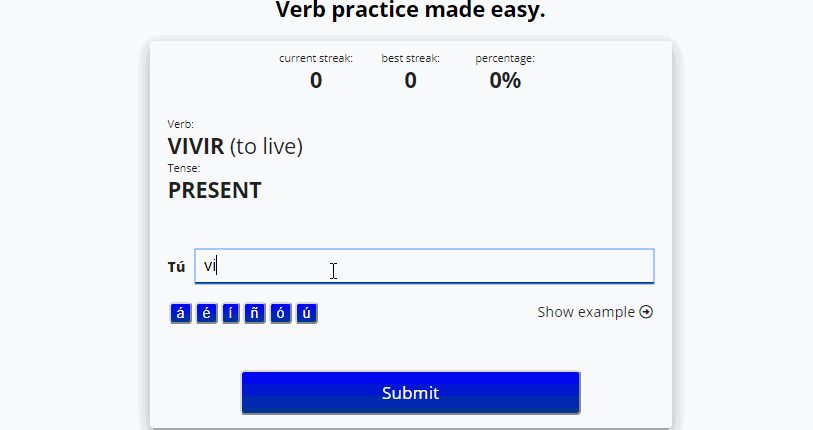 Verb practice made easy.
current streak: best streak: percentage:
0 0 0%
Verb:
VIVIR (to live)
Tense:
PRESENT
Tú vi
á é í ñ ó ú Show example
Submit